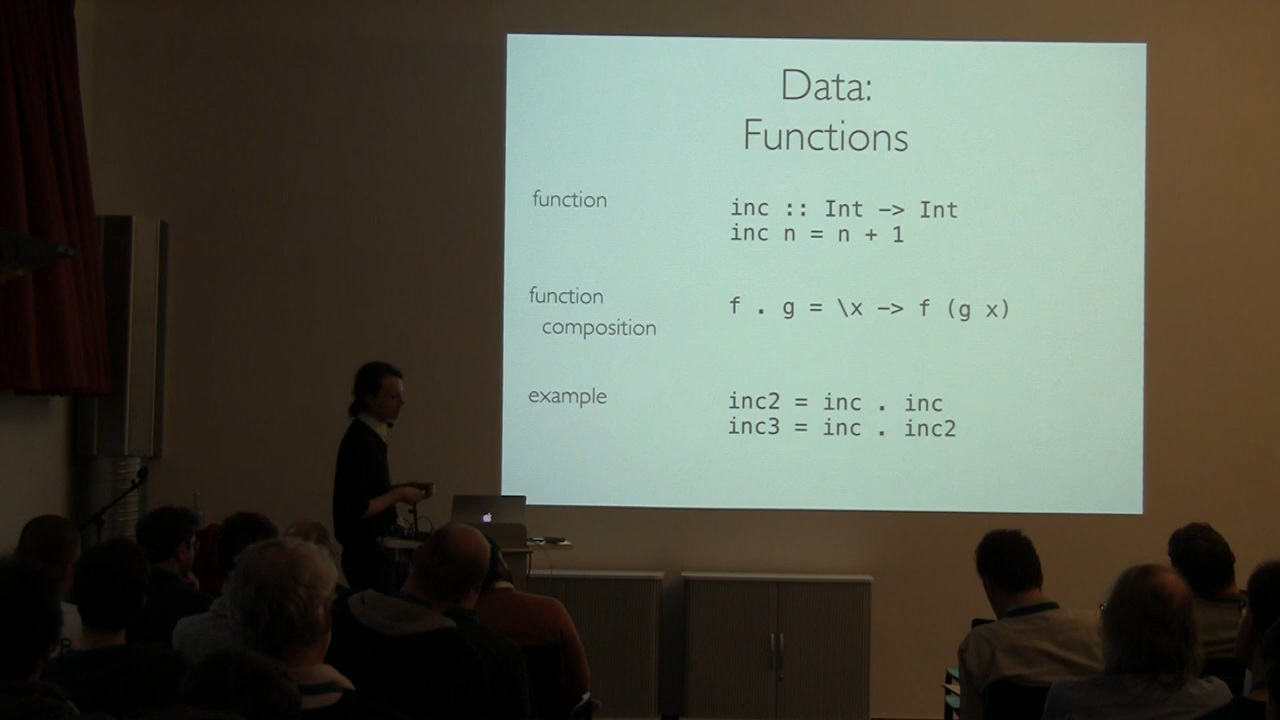 Data:
Functions
function
inc :: Int -> Int
inc n = n + 1
function
composition
f . g = \x -> f (g x)
example
inc2 = inc . inc
inc3 = inc . inc2